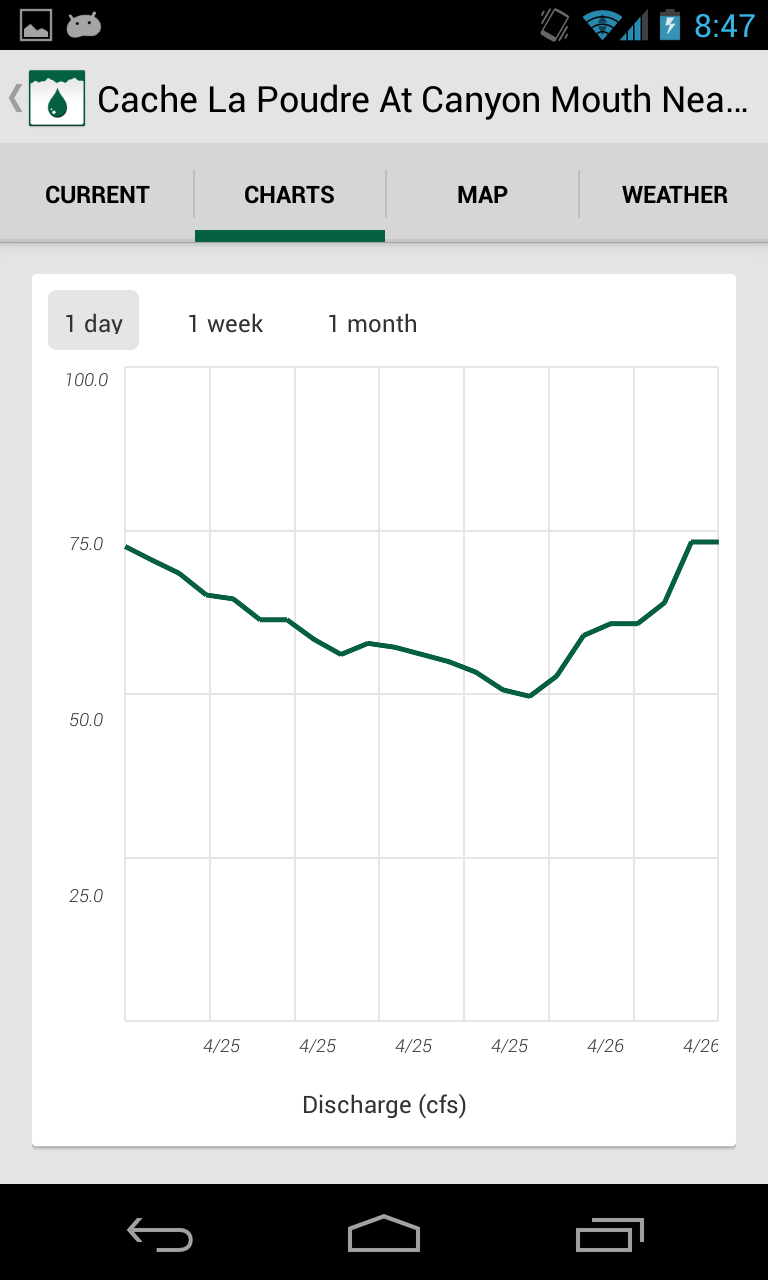 8:47
Cache La Poudre At Canyon Mouth Nea...
CURRENT CHARTS MAP WEATHER
1 day 1 week 1 month
100.0
75.0
50.0
25.0
4/25 4/25 4/25 4/25 4/26 4/26
Discharge (cfs)